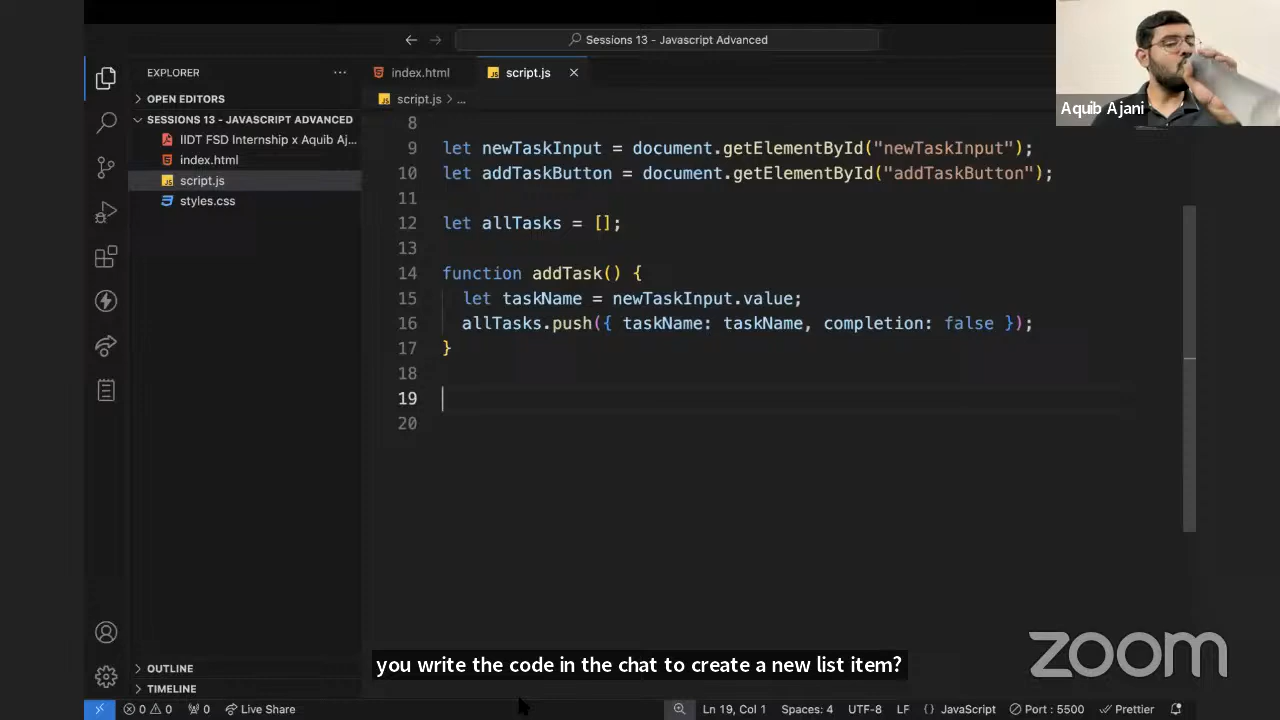 Sessions 13 - Javascript Advanced
Aquib Ajani
EXPLORER
index.html
script.js
OPEN EDITORS
script.js > ...
SESSIONS 13 - JAVASCRIPT ADVANCED
IIDT FSD Internship x Aquib Aj...
index.html
script.js
styles.css
8
9 let newTaskInput = document.getElementById("newTaskInput");
10 let addTaskButton = document.getElementById("addTaskButton");
11
12 let allTasks = [];
13
14 function addTask() {
15 let taskName = newTaskInput.value;
16 allTasks.push({ taskName: taskName, completion: false });
17 }
18
19
20
you write the code in the chat to create a new list item?
zoom
OUTLINE
TIMELINE
0 0 0 Live Share Ln 19, Col 1 Spaces: 4 UTF-8 LF {} JavaScript Port : 5500 Prettier